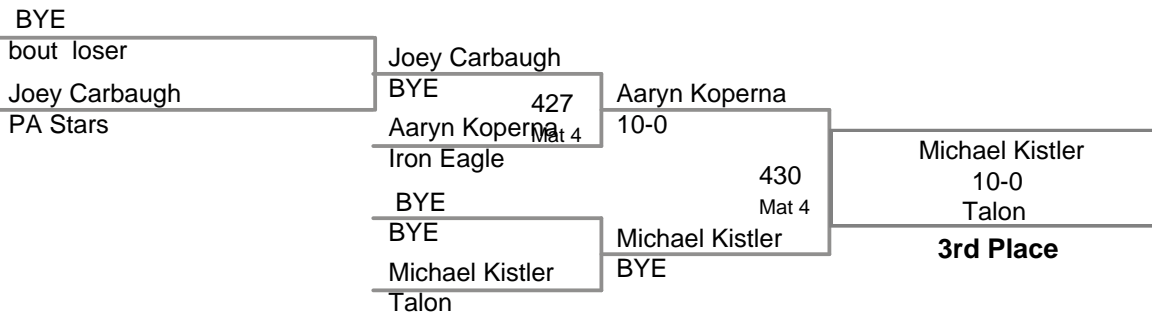 BYE
bout loser
Joey Carbaugh
PA Stars
Joey Carbaugh
BYE
427
Mat 4
Aaryn Koperna
Iron Eagle
BYE
BYE
Michael Kistler
Talon
Aaryn Koperna
10-0
430
Mat 4
Michael Kistler
BYE
Michael Kistler
10-0
Talon
3rd Place